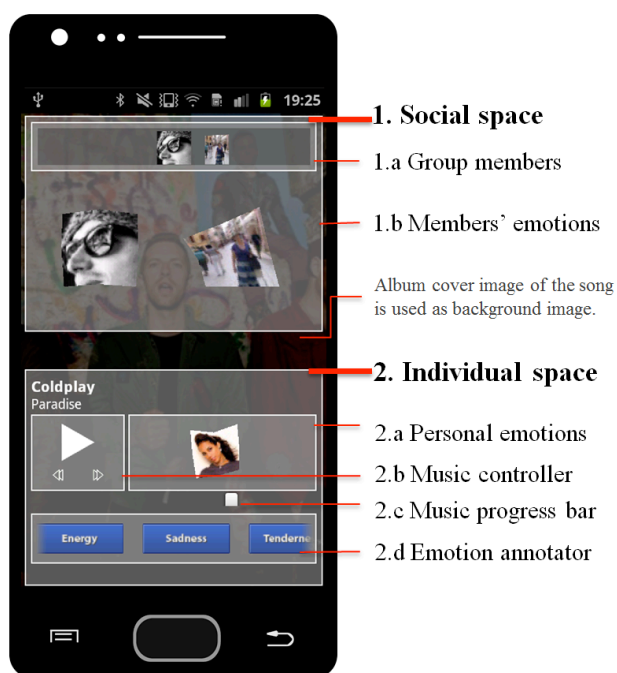 19:25
1. Social space
1.a Group members
1.b Members’ emotions
Album cover image of the song
is used as background image.
2. Individual space
Coldplay
Paradise
2.a Personal emotions
2.b Music controller
2.c Music progress bar
Energy
Sadness
Tenderne
2.d Emotion annotator